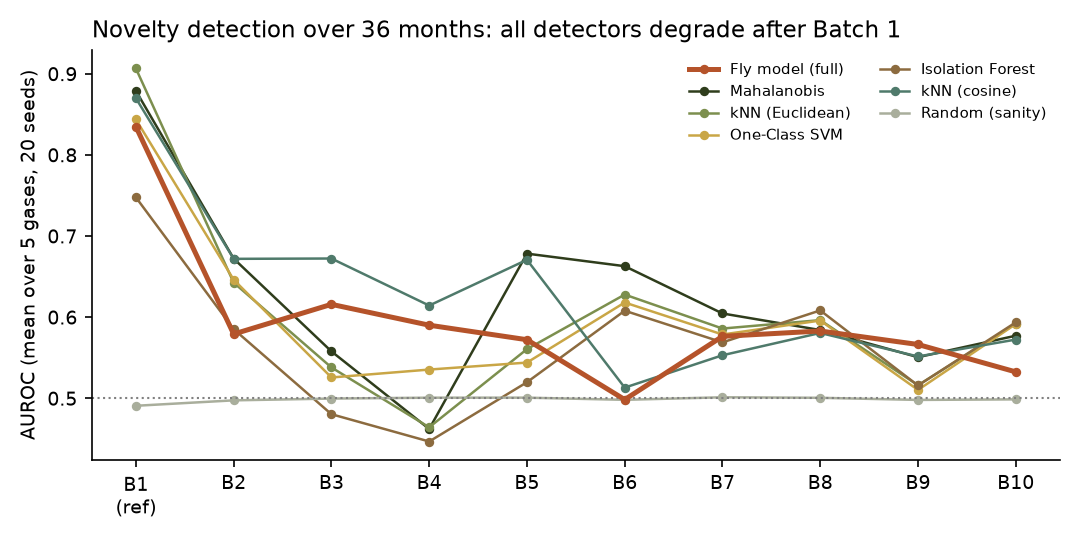 Novelty detection over 36 months: all detectors degrade after Batch 1
AUROC (mean over 5 gases, 20 seeds)
0.9
0.8
0.7
0.6
0.5
Fly model (full)
Mahalanobis
kNN (Euclidean)
One-Class SVM
Isolation Forest
kNN (cosine)
Random (sanity)
B1 B2 B3 B4 B5 B6 B7 B8 B9 B10
(ref)